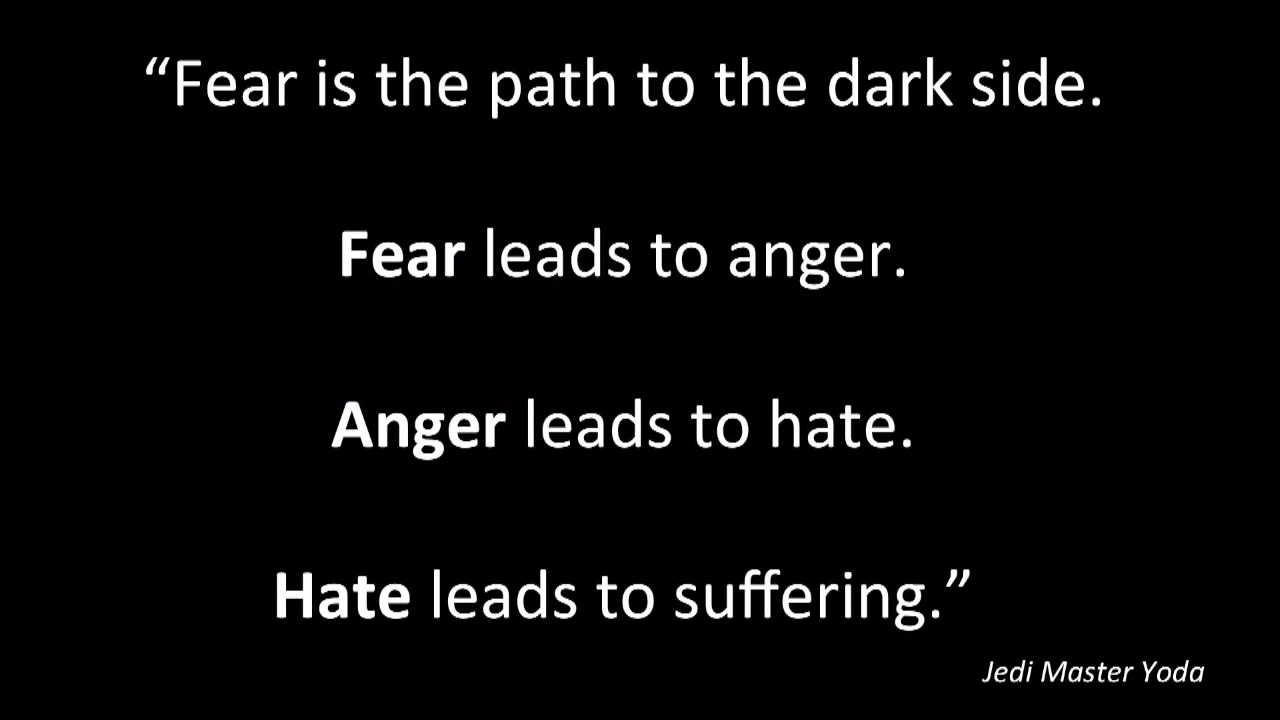 “Fear is the path to the dark side.
Fear leads to anger.
Anger leads to hate.
Hate leads to suffering.”
Jedi Master Yoda